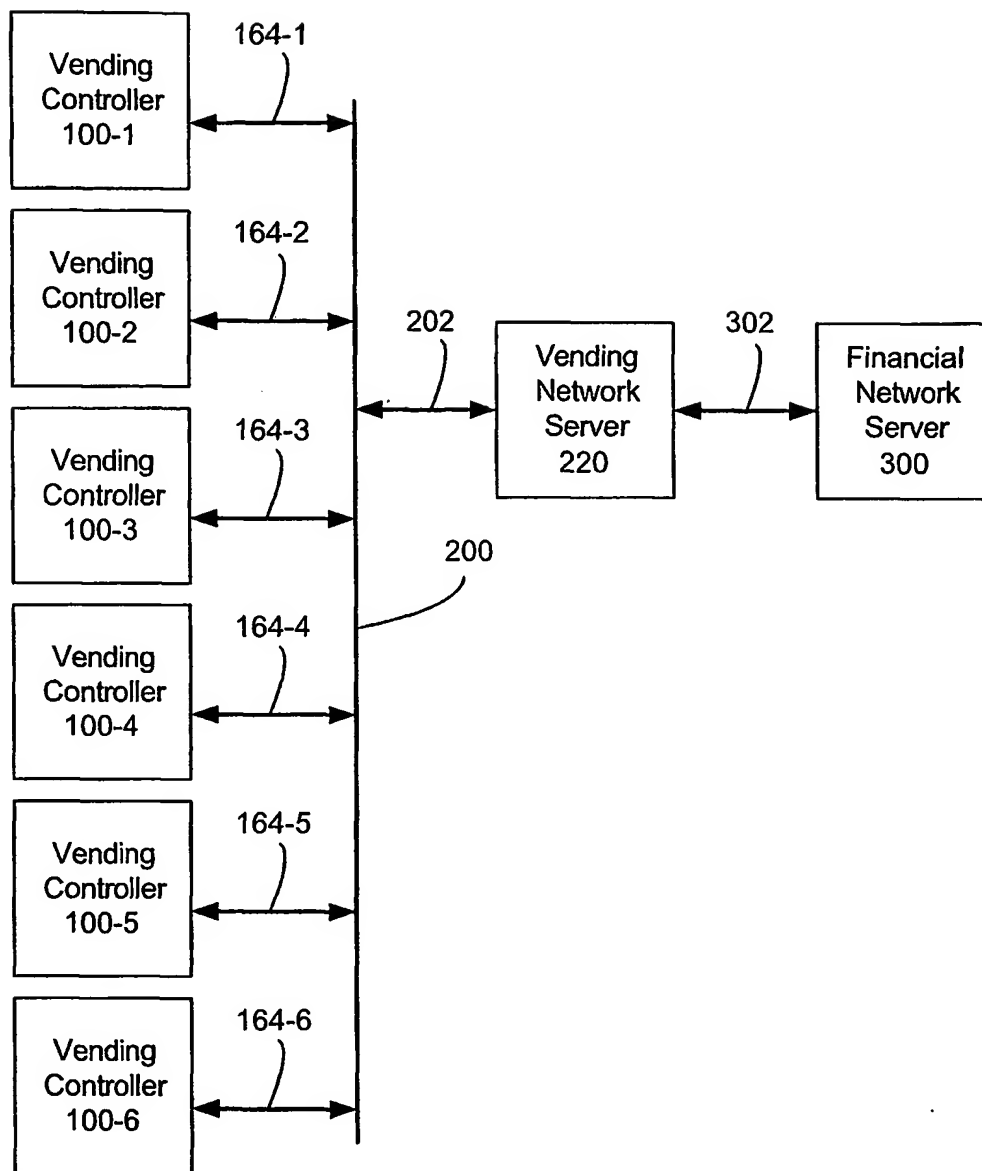 164-1
Vending
Controller
100-1
164-2
Vending
Controller
100-2
202
302
Vending
Network
Server
220
Financial
Network
Server
300
164-3
Vending
Controller
100-3
200
164-4
Vending
Controller
100-4
164-5
Vending
Controller
100-5
164-6
Vending
Controller
100-6